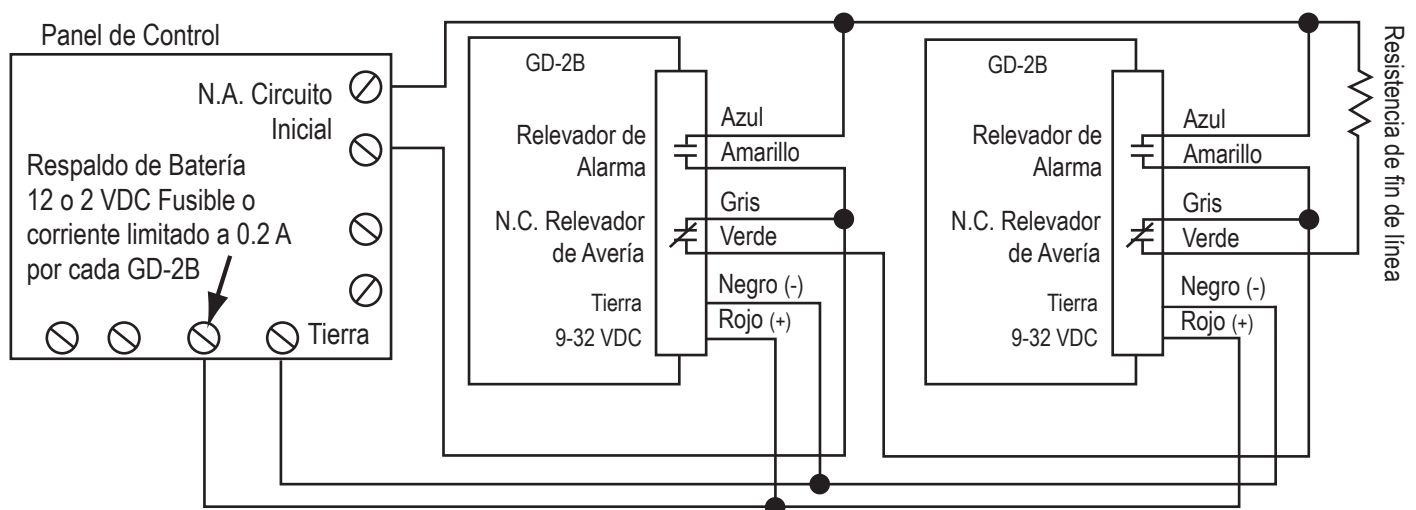 Panel de Control
N.A. Circuito
Inicial
Respaldo de Batería
12 o 2 VDC Fusible o
corriente limitado a 0.2 A
por cada GD-2B
Tierra
GD-2B
Relevador de
Alarma
N.C. Relevador
de Avería
Tierra
9-32 VDC
Azul
Amarillo
Gris
Verde
Negro (-)
Rojo (+)
GD-2B
Relevador de
Alarma
N.C. Relevador
de Avería
Tierra
9-32 VDC
Azul
Amarillo
Gris
Verde
Negro (-)
Rojo (+)
Resistencia de fin de línea